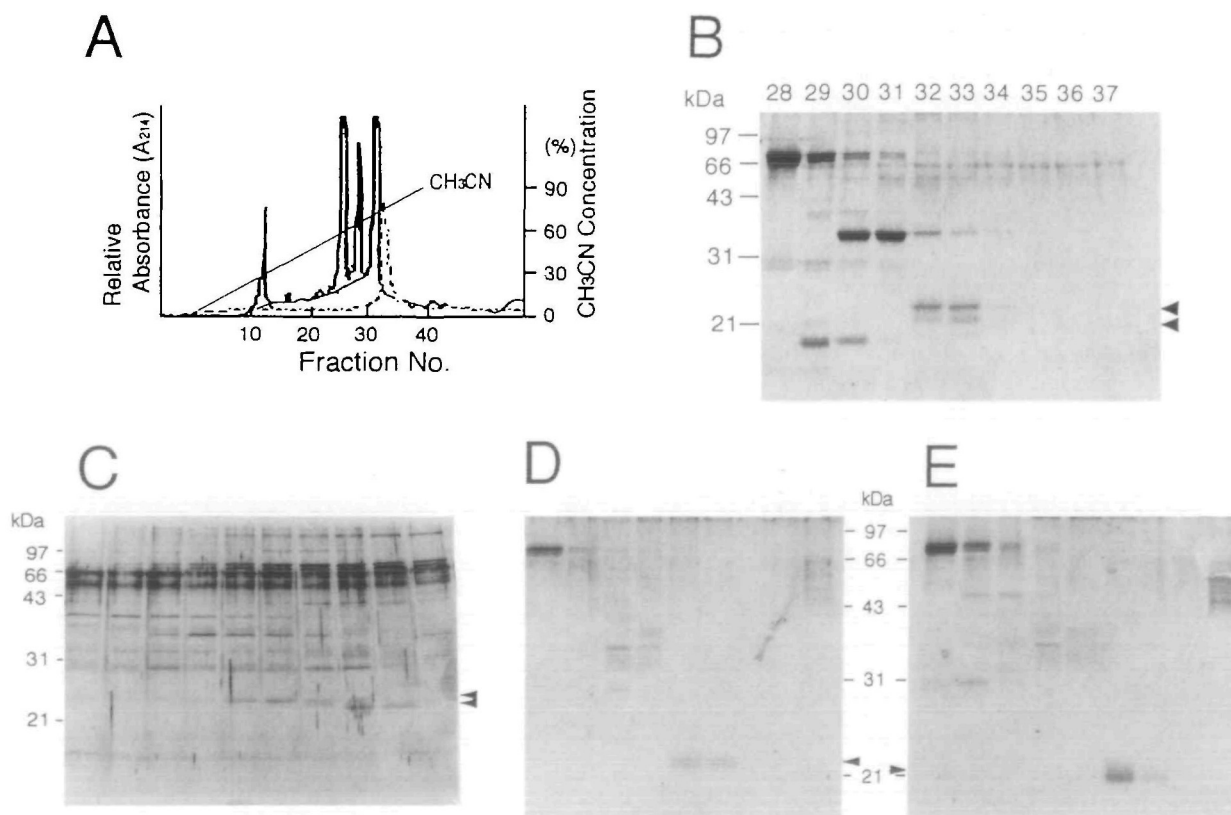 A
Relative
Absorbance (A214)
(%)
90
60
30
0
CH3CN Concentration
CH3CN
10 20 30 40
Fraction No.
B
kDa
28 29 30 31 32 33 34 35 36 37
97
66
43
31
21
C
kDa
97
66
43
31
21
D
E
kDa
97
66
43
31
21